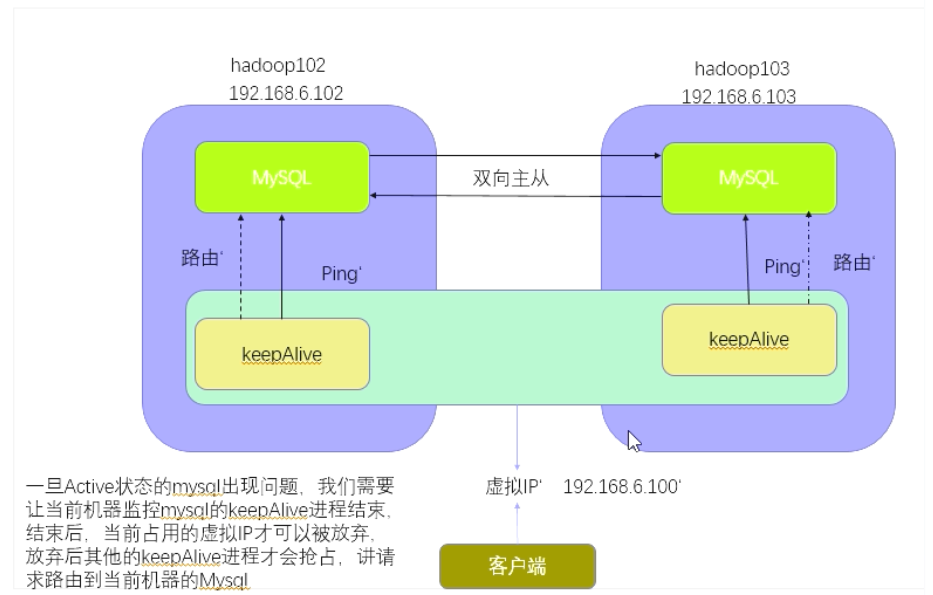 hadoop102
192.168.6.102
hadoop103
192.168.6.103
MySQL
双向主从
MySQL
路由‘
Ping‘
Ping‘
路由‘
keepAlive
keepAlive
虚拟IP‘ 192.168.6.100‘
客户端
一旦Active状态的mysql出现问题，我们需要
让当前机器监控mysql的keepAlive进程结束，
结束后，当前占用的虚拟IP才可以被放弃，
放弃后其他的keepAlive进程才会抢占，讲请
求路由到当前机器的Mysql